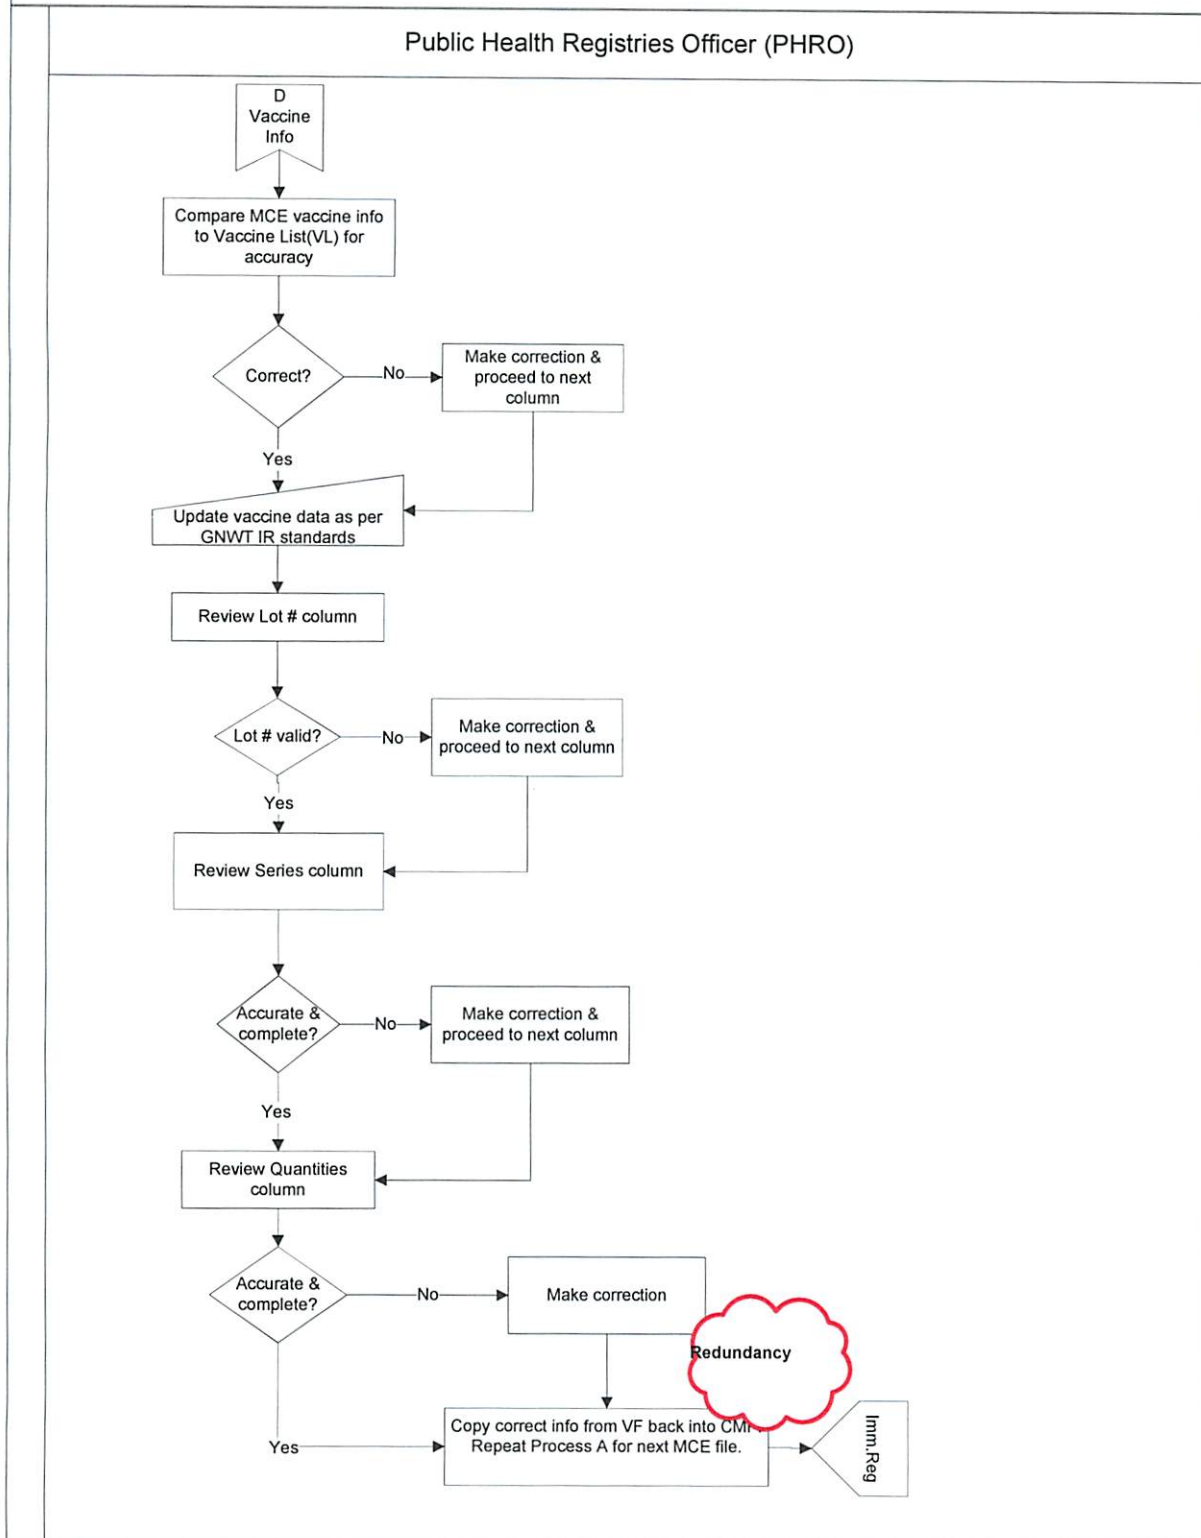 Public Health Registries Officer (PHRO)
D
Vaccine
Info
Compare MCE vaccine info
to Vaccine List(VL) for
accuracy
Correct?
No
Make correction &
proceed to next
column
Yes
Update vaccine data as per
GNWT IR standards
Review Lot # column
Lot # valid?
No
Make correction &
proceed to next column
Yes
Review Series column
Accurate &
complete?
No
Make correction &
proceed to next column
Yes
Review Quantities
column
Accurate &
complete?
No
Make correction
Redundancy
Copy correct info from VF back into
Repeat Process A for next MCE file.
Yes
Imm.Reg